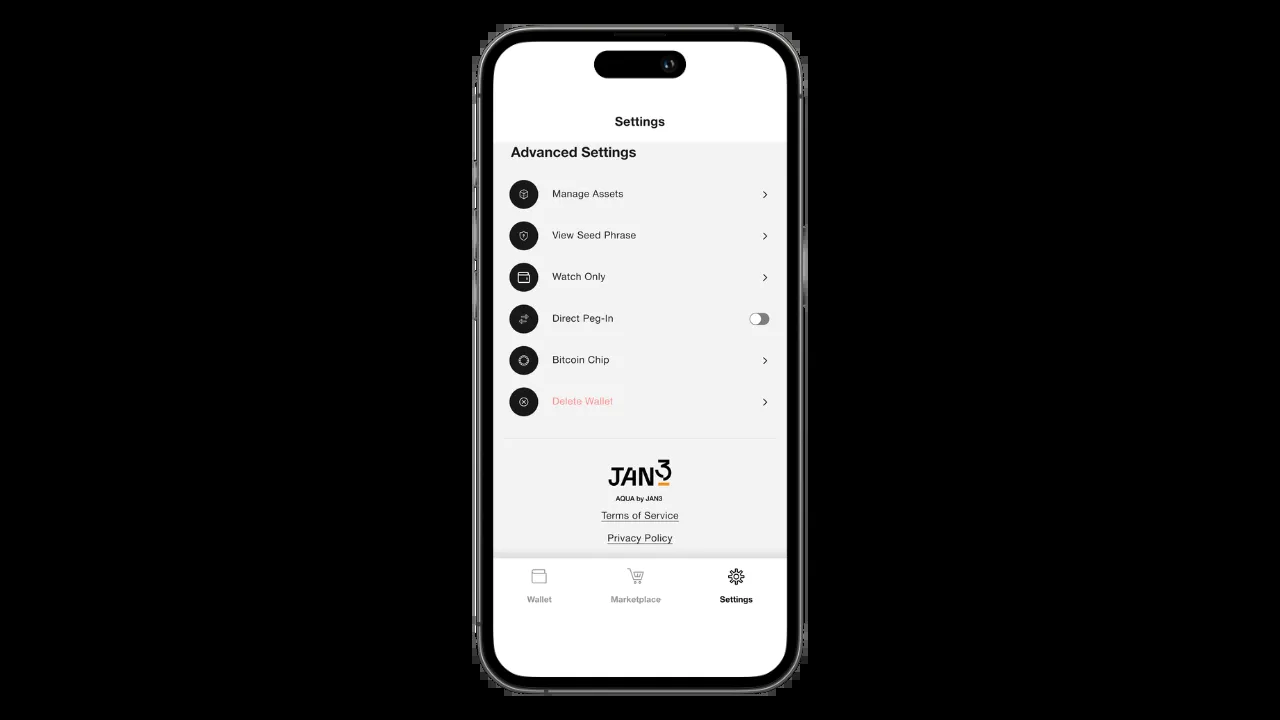 Settings
Advanced Settings
Manage Assets
View Seed Phrase
Watch Only
Direct Peg-In
Bitcoin Chip
Delete Wallet
JAN3
AQUA by JAN3
Terms of Service
Privacy Policy
Wallet
Marketplace
Settings